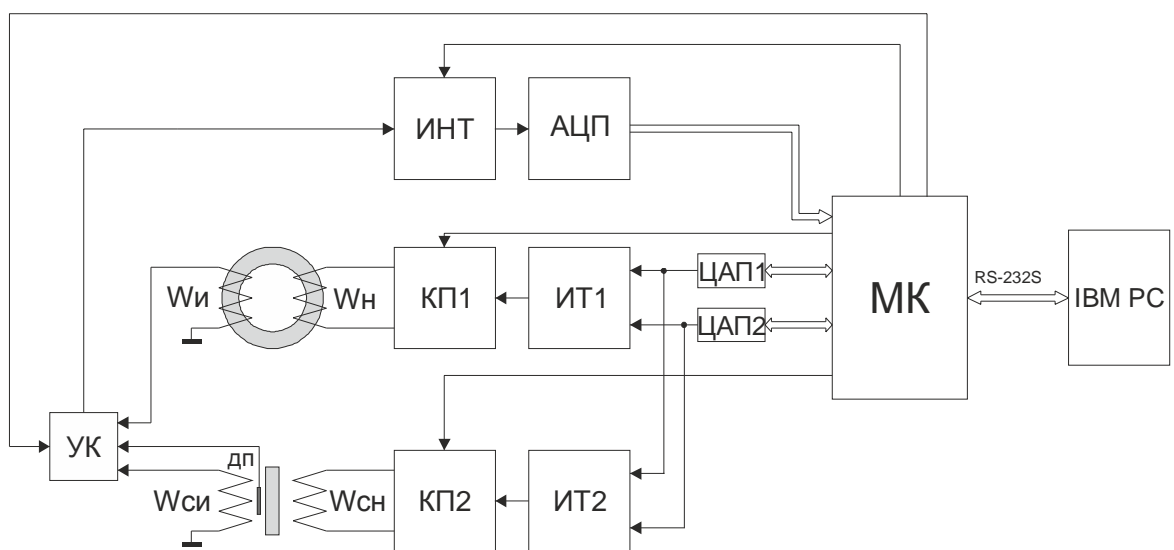 ИНТ
АЦП
RS-232S
МК
IBM PC
ЦАП1
ЦАП2
Wи
Wн
КП1
ИТ1
УК
дп
Wси
Wсн
КП2
ИТ2